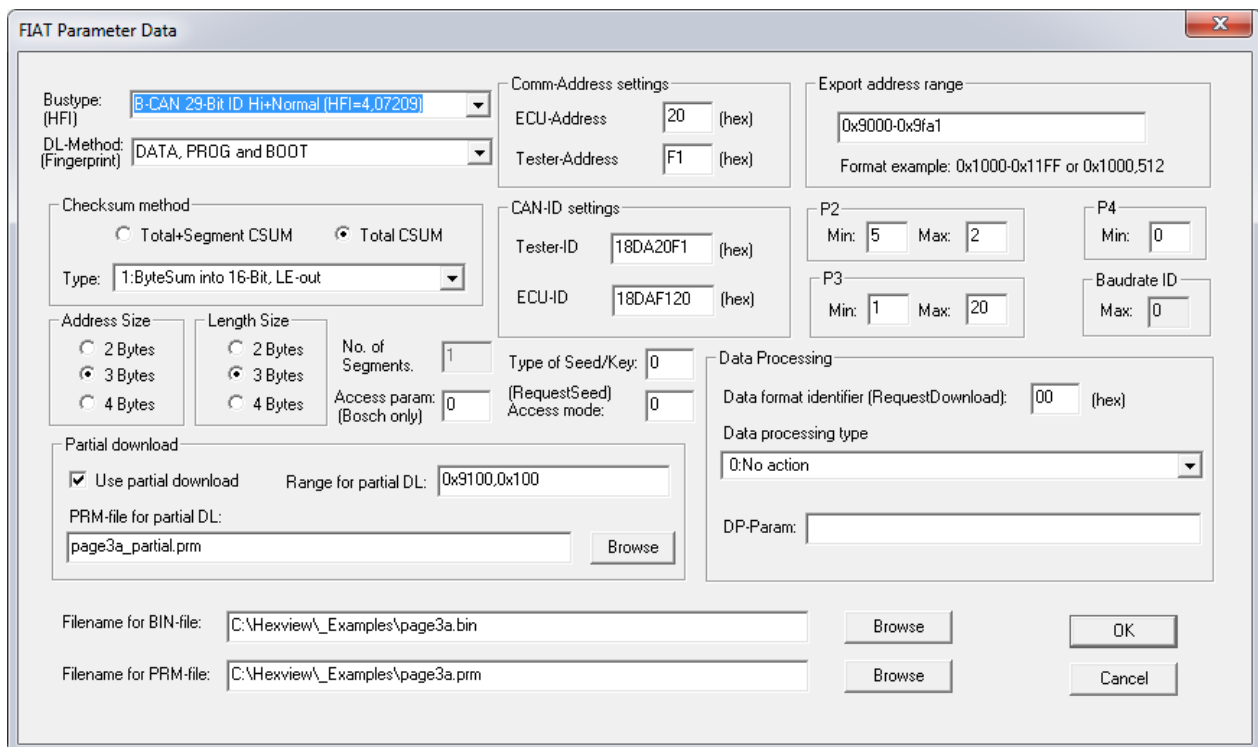 FIAT Parameter Data
X
Bustype:
(HFI)
B-CAN 29-Bit ID Hi+Normal (HFI=4,07209)
DL-Method:
(Fingerprint)
DATA, PROG and BOOT
Comm-Address settings
ECU-Address 20 (hex)
Tester-Address F1 (hex)
Export address range
0x9000-0x9fa1
Format example: 0x1000-0x11FF or 0x1000,512
Checksum method
Total+Segment CSUM Total CSUM
Type: 1:ByteSum into 16-Bit, LE-out
CAN-ID settings
Tester-ID 18DA20F1 (hex)
ECU-ID 18DAF120 (hex)
P2
Min: 5 Max: 2
P4
Min: 0
P3
Min: 1 Max: 20
Baudrate ID
Max: 0
Address Size
2 Bytes
3 Bytes
4 Bytes
Length Size
2 Bytes
3 Bytes
4 Bytes
No. of
Segments. 1
Access param:
(Bosch only) 0
Type of Seed/Key: 0
(RequestSeed)
Access mode: 0
Data Processing
Data format identifier (RequestDownload): 00 (hex)
Data processing type
0:No action
DP-Param:
Partial download
Use partial download Range for partial DL: 0x9100,0x100
PRM-file for partial DL:
page3a_partial.prm Browse
Filename for BIN-file: C:\Hexview\_Examples\page3a.bin Browse OK
Filename for PRM-file: C:\Hexview\_Examples\page3a.prm Browse Cancel